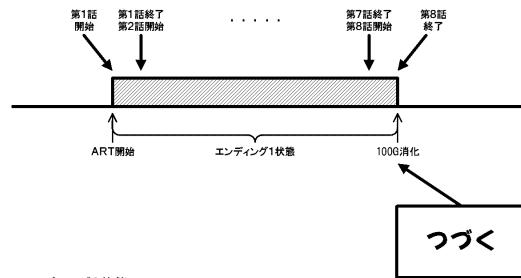 第1話
開始
第1話終了
第2話開始
・・・・・
第7話終了
第8話開始
第8話
終了
ART開始
エンディング1状態
100G消化
つづく